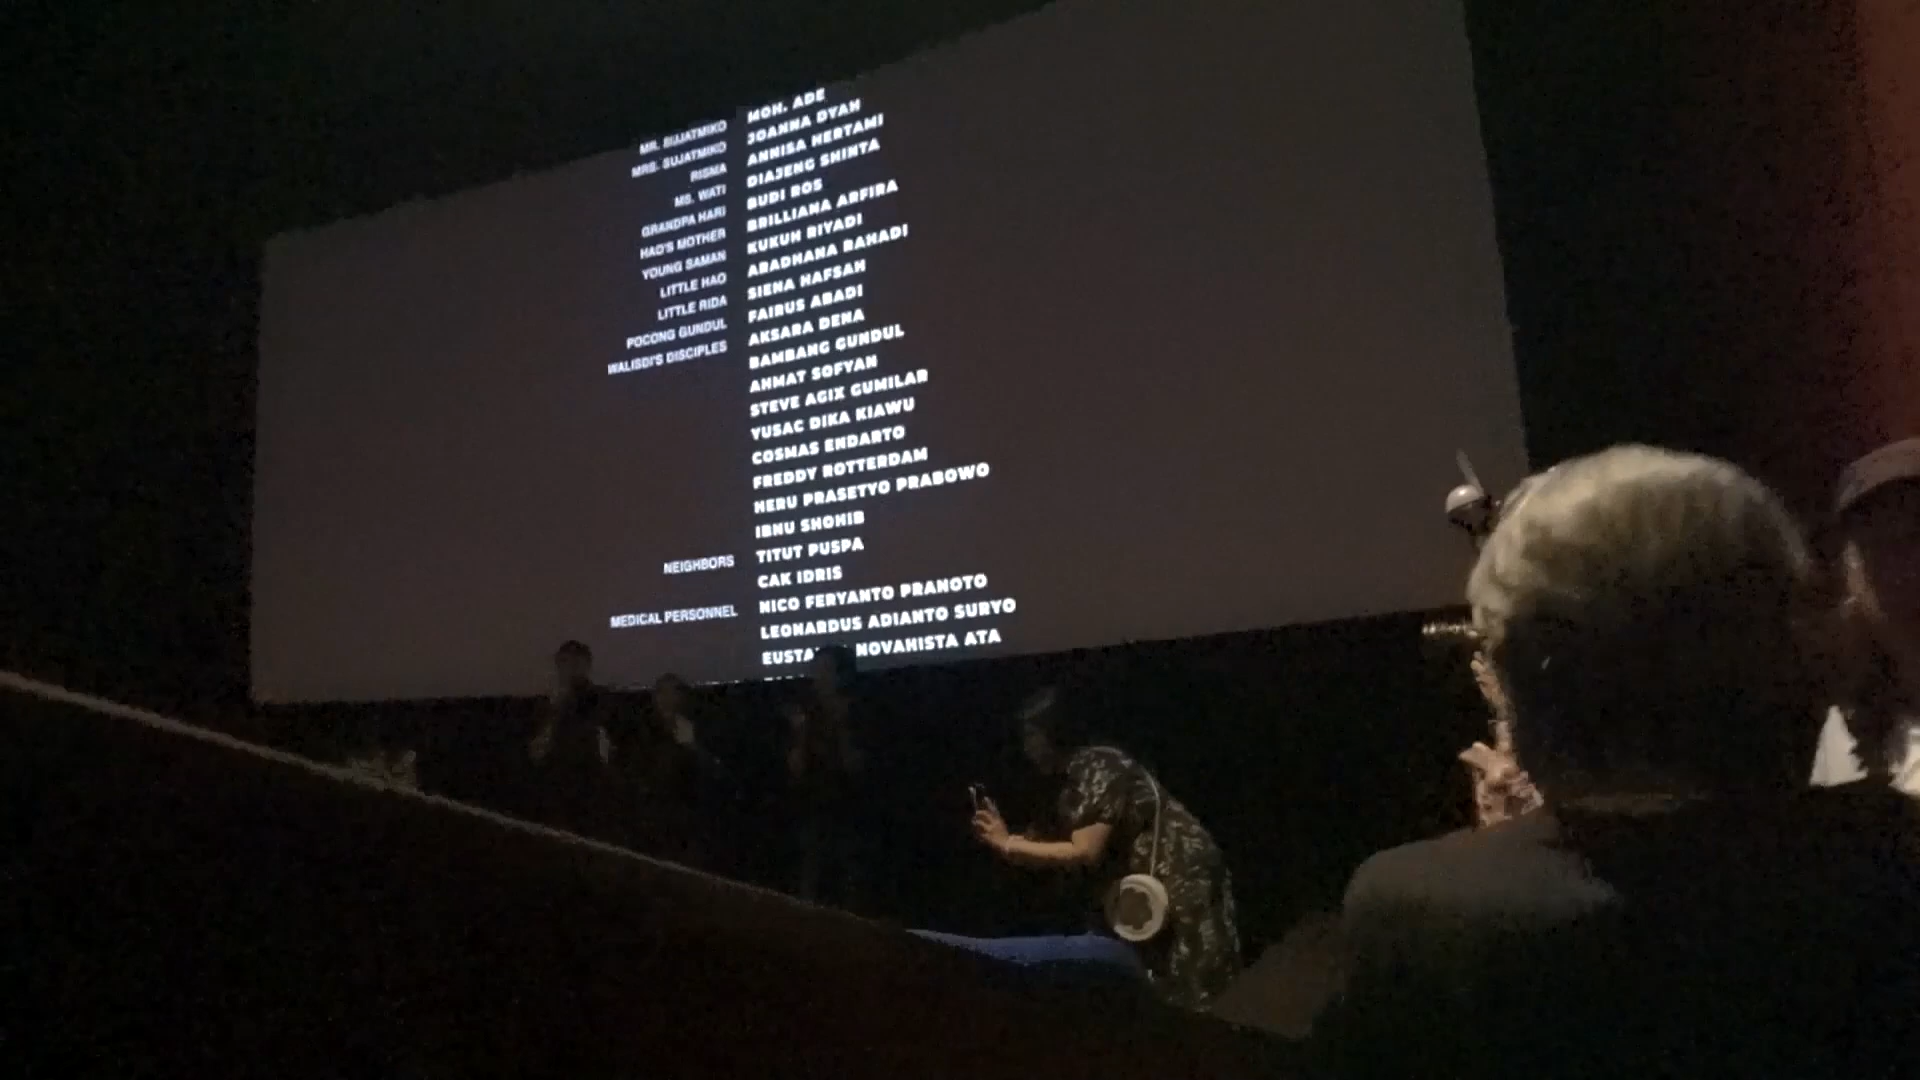 MR. SUJATMIKO MOH. ADE
MRS. SUJATMIKO JOANNA DYAH
RISMA ANNISA HERTAMI
MS. WATI DIAJENG SHINTA
GRANDPA HARI BUDI ROS
HAO'S MOTHER BRILLIANA ARFIRA
YOUNG SAMAN KUKUH RIYADI
LITTLE HAO ARADHANA RAHADI
LITTLE RIDA SIENA HAFSAH
POCONG GUNDUL FAIRUS ABADI
WALISDI'S DISCIPLES AKSARA DENA
BAMBANG GUNDUL
AHMAT SOFYAN
STEVE AGIX GUMILAR
YUSAC DIKA KIAWU
COSMAS ENDARTO
FREDDY ROTTERDAM
HERU PRASETYO PRABOWO
IBNU SHOHIB
NEIGHBORS TITUT PUSPA
CAK IDRIS
MEDICAL PERSONNEL NICO FERYANTO PRANOTO
LEONARDUS ADIANTO SURYO
NOVANISTA ATA